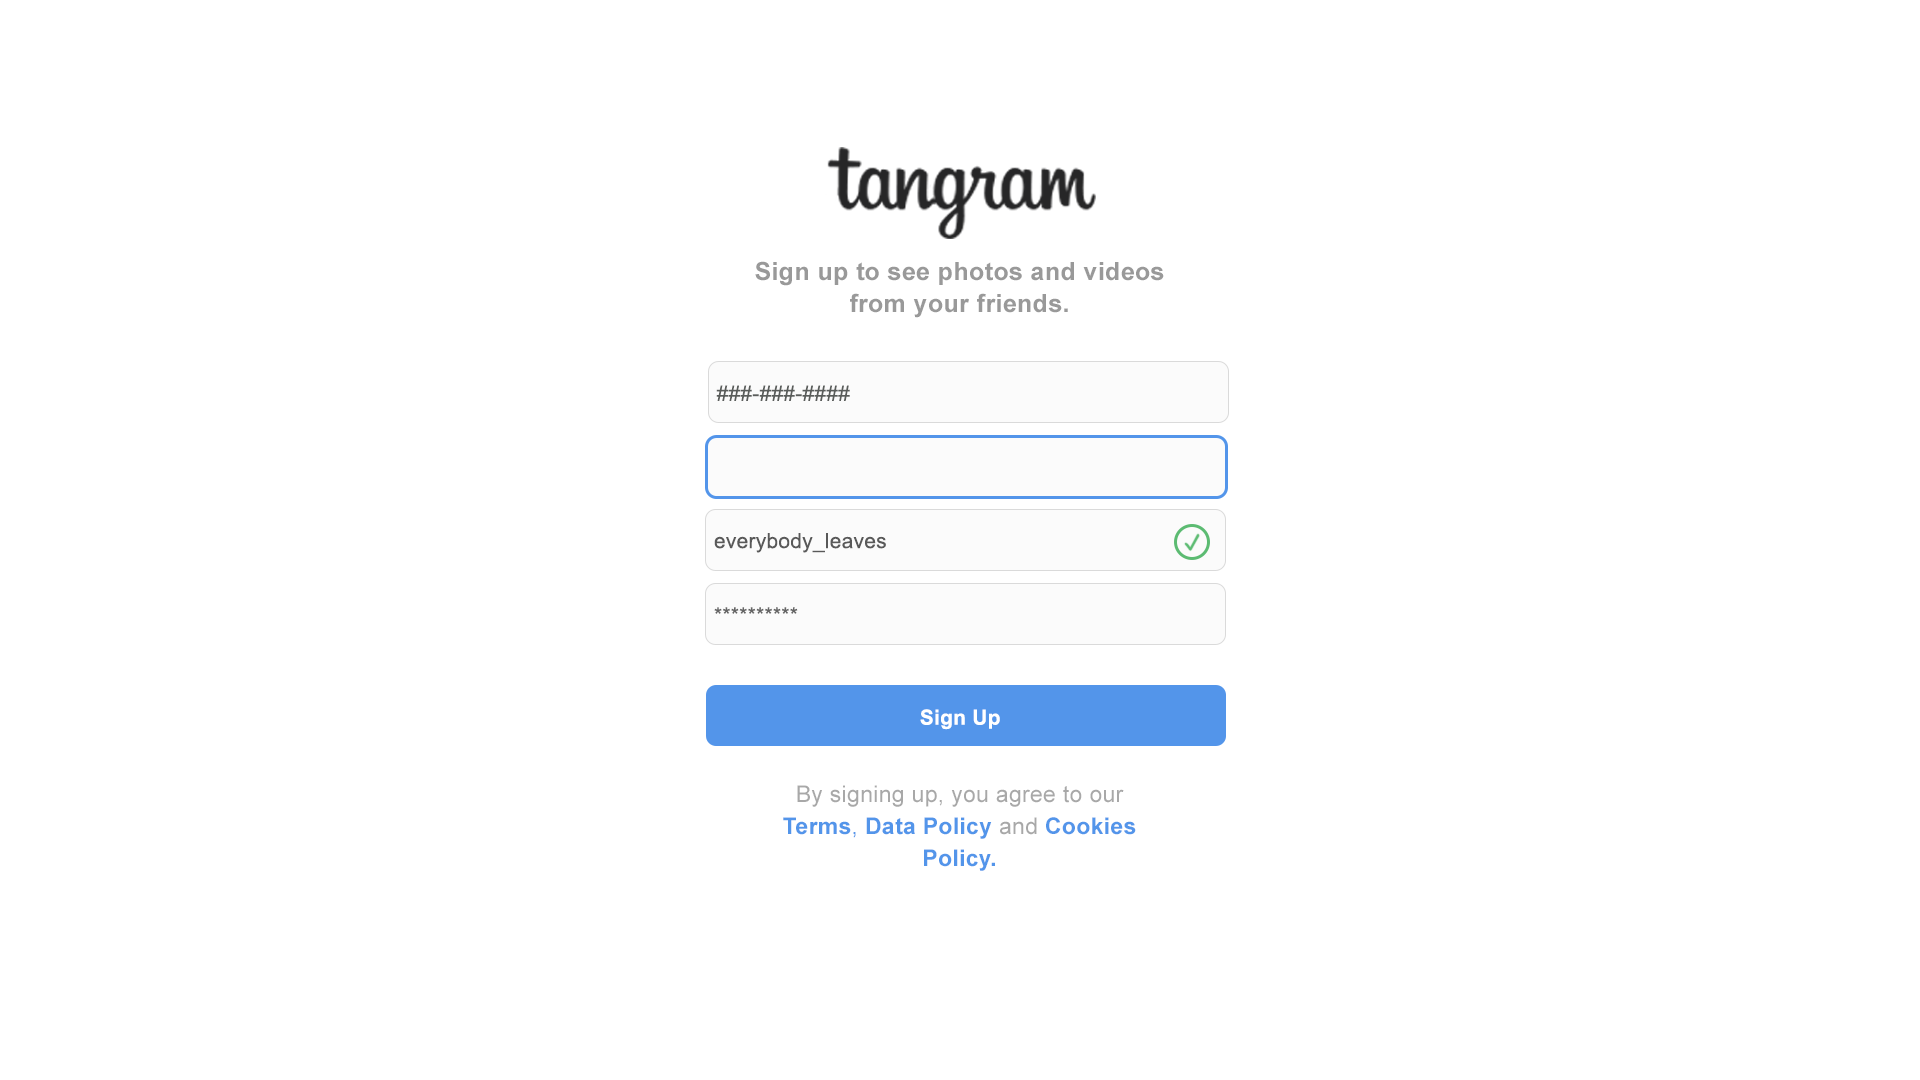 tangram
Sign up to see photos and videos
from your friends.
###-###-####
everybody_leaves
**********
Sign Up
By signing up, you agree to our
Terms, Data Policy and Cookies
Policy.